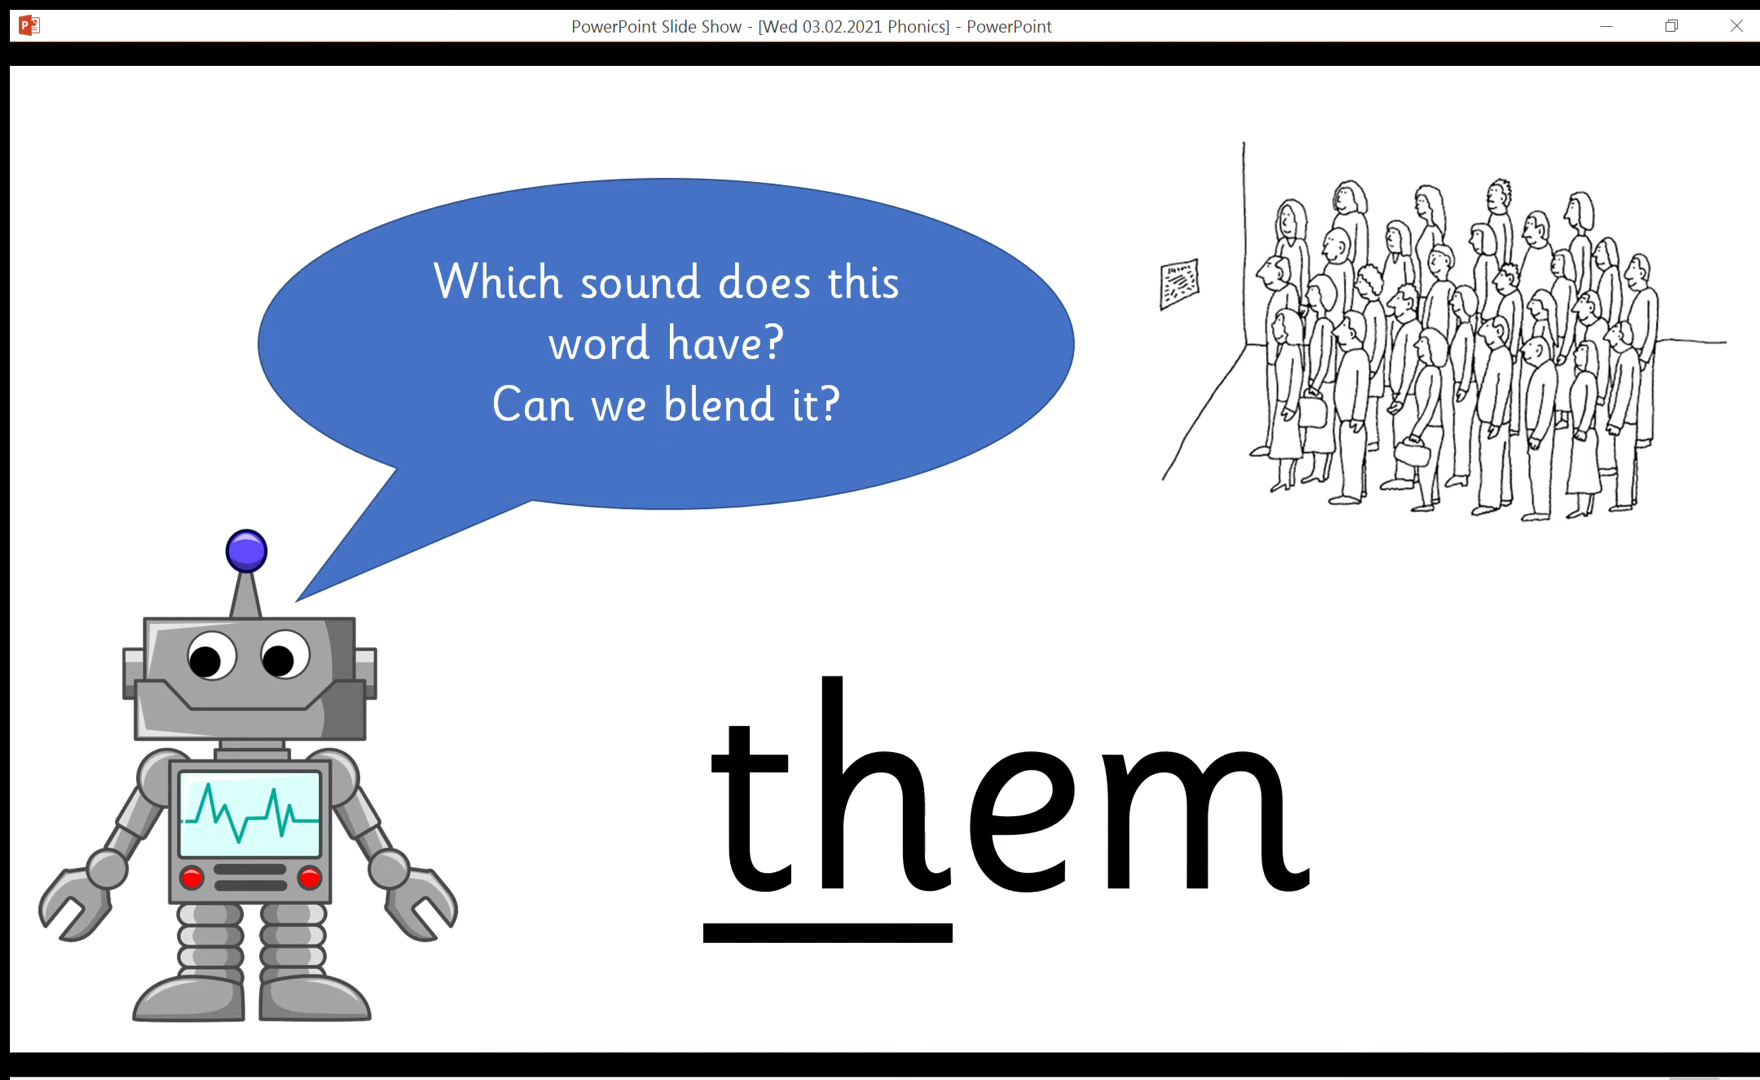 PowerPoint Slide Show - [Wed 03.02.2021 Phonics] - PowerPoint
Which sound does this
word have?
Can we blend it?
them